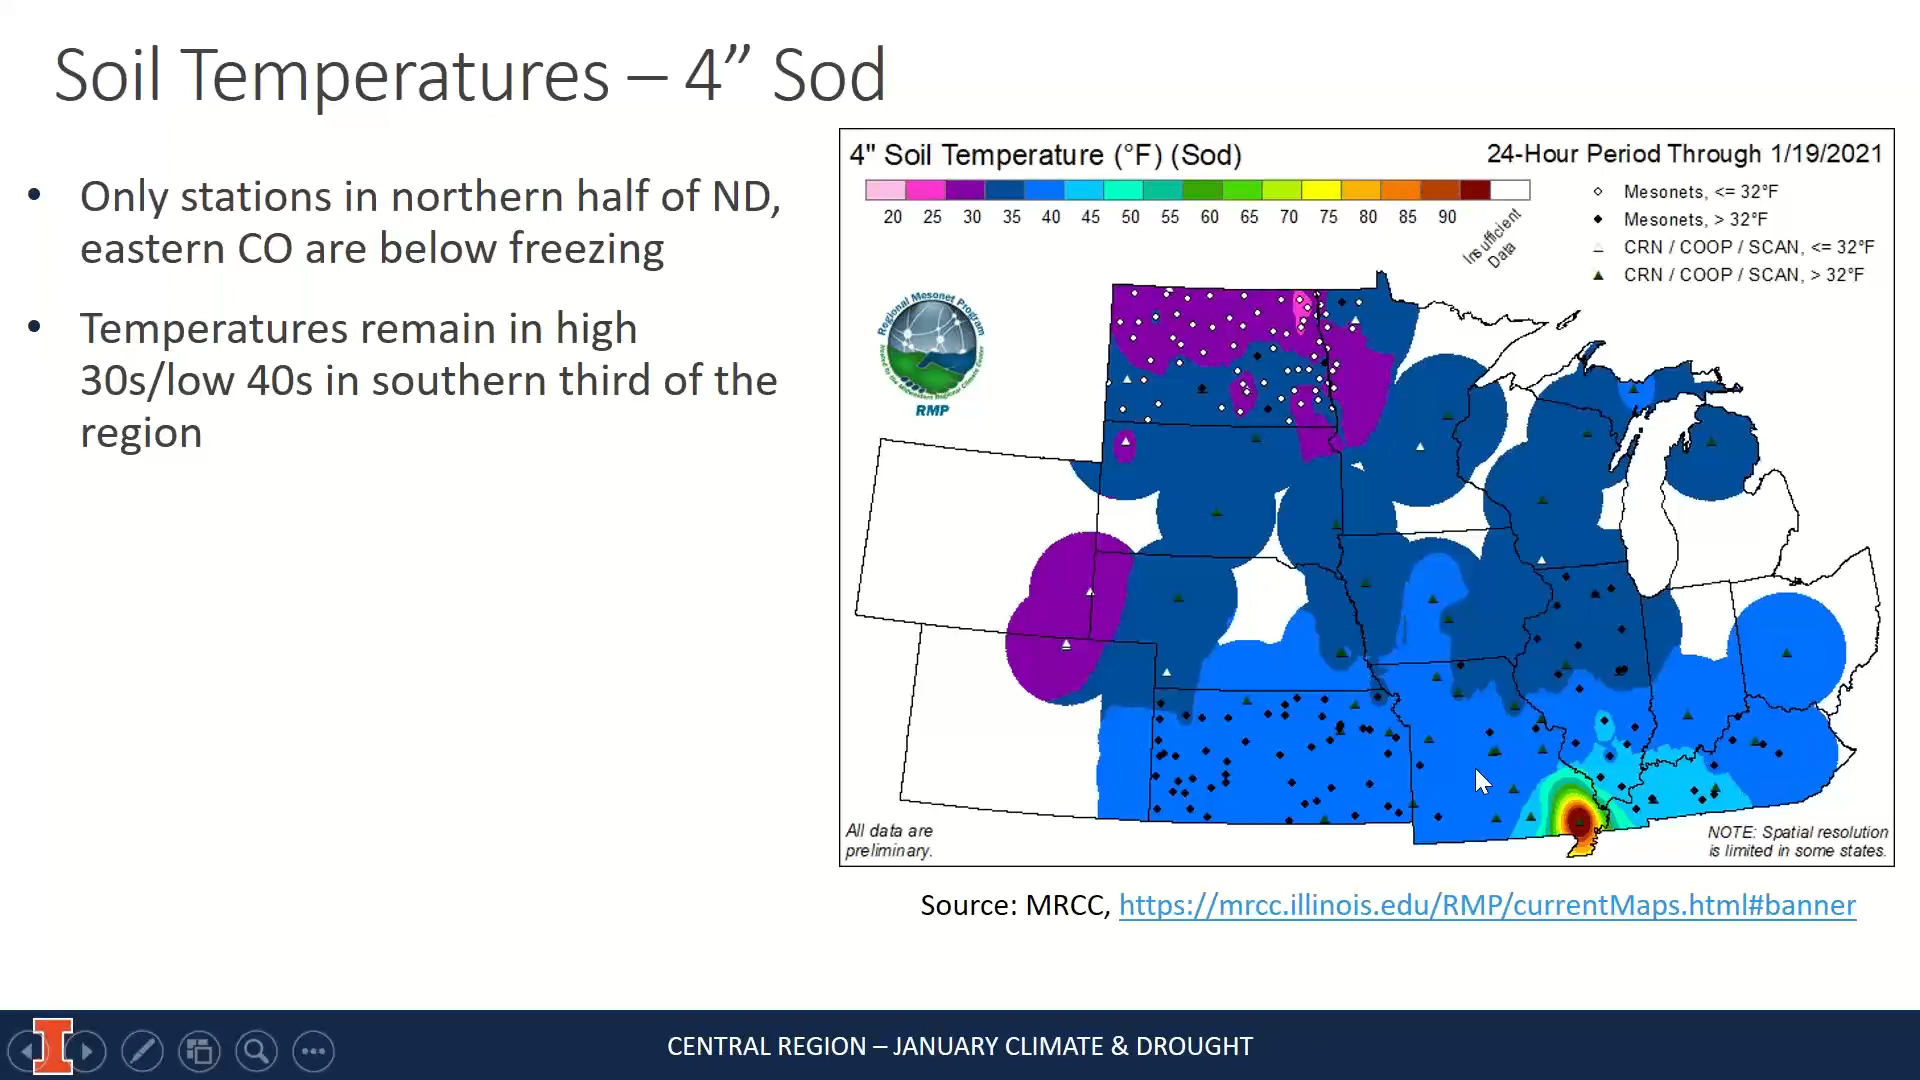 Soil Temperatures – 4” Sod
• Only stations in northern half of ND,
eastern CO are below freezing
• Temperatures remain in high
30s/low 40s in southern third of the
region
4" Soil Temperature (°F) (Sod)
24-Hour Period Through 1/19/2021
20 25 30 35 40 45 50 55 60 65 70 75 80 85 90
Insufficient
Data
Mesonets, <= 32°F
Mesonets, > 32°F
CRN / COOP / SCAN, <= 32°F
CRN / COOP / SCAN, > 32°F
Regional Mesonet Program
RMP
All data are
preliminary.
NOTE: Spatial resolution
is limited in some states.
Source: MRCC, https://mrcc.illinois.edu/RMP/currentMaps.html#banner
I
CENTRAL REGION – JANUARY CLIMATE & DROUGHT